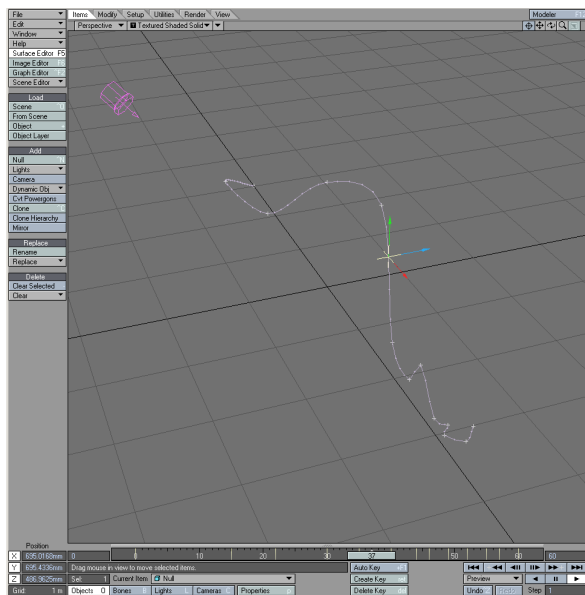 File Items Modify Setup Utilities Render View Modeler
Edit Perspective Textured Shaded Solid
Window
Help
Surface Editor F5
Image Editor F6
Graph Editor F2
Scene Editor
Load
Scene
From Scene
Object +
Object Layer
Add
Null N
Lights
Camera
Dynamic Obj
Cvt Powergons
Clone C
Clone Hierarchy
Mirror
Replace
Rename
Replace
Delete
Clear Selected
Clear
Position
X 695.0168mm 0 0 10 20 30 37 50 60 60
Y 695.4336mm Drag mouse in view to move selected items. Auto Key +F1
Z 486.9625mm Sel: 1 Current Item Null Create Key ret Preview
Grid: 1 m Objects O Bones B Lights L Cameras C Properties p Delete Key del Undo Redo Step 1